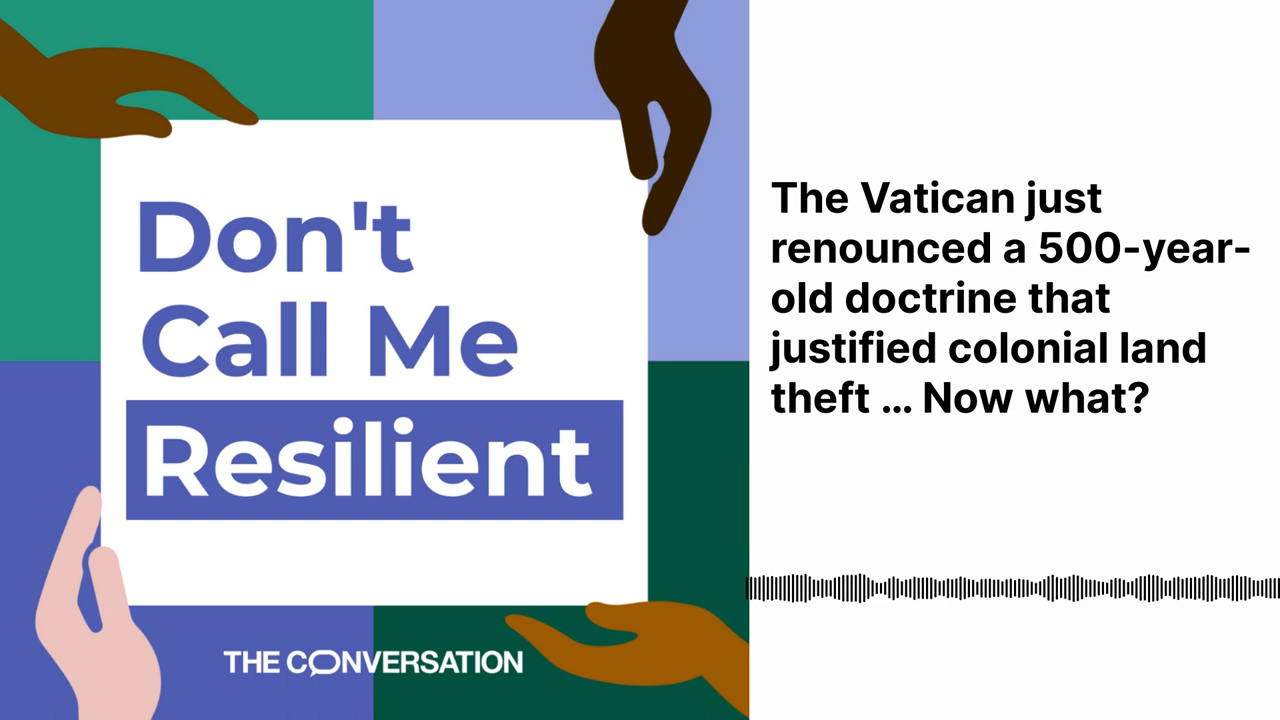 Don't
Call Me
Resilient
THE CONVERSATION
The Vatican just
renounced a 500-year-
old doctrine that
justified colonial land
theft ... Now what?